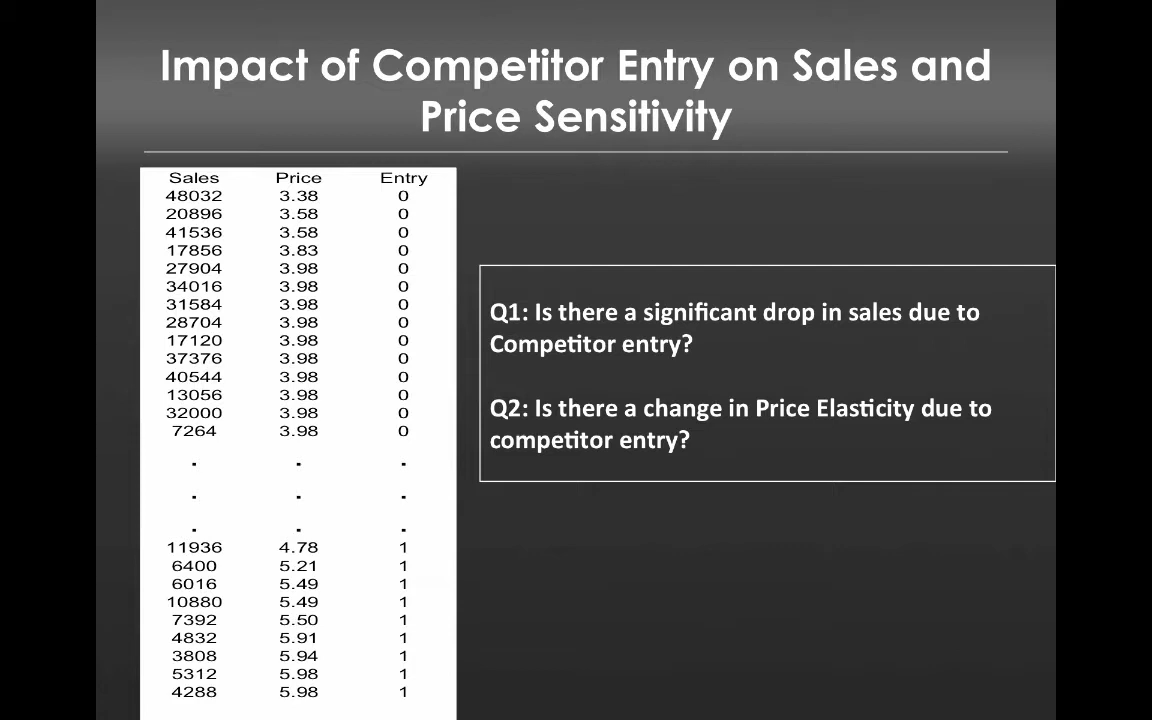 Impact of Competitor Entry on Sales and
Price Sensitivity
Sales Price Entry
48032 3.38 0
20896 3.58 0
41536 3.58 0
17856 3.83 0
27904 3.98 0
34016 3.98 0
31584 3.98 0
28704 3.98 0
17120 3.98 0
37376 3.98 0
40544 3.98 0
13056 3.98 0
32000 3.98 0
7264 3.98 0
. . .
. . .
. . .
11936 4.78 1
6400 5.21 1
6016 5.49 1
10880 5.49 1
7392 5.50 1
4832 5.91 1
3808 5.94 1
5312 5.98 1
4288 5.98 1
Q1: Is there a significant drop in sales due to
Competitor entry?
Q2: Is there a change in Price Elasticity due to
competitor entry?